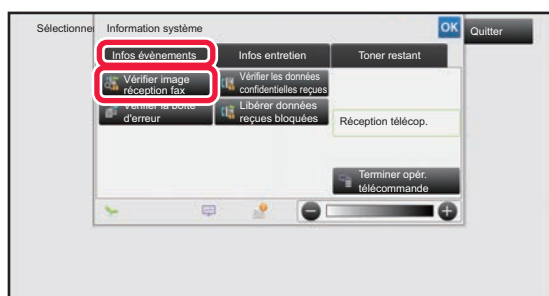 Sélectionne
Information système
OK
Quitter
Infos évènements
Infos entretien
Toner restant
Vérifier image
réception fax
Vérifier les données
confidentielles reçues
Vérifier la boîte
d'erreur
Libérer données
reçues bloquées
Réception télécop.
Terminer opér.
télécommande